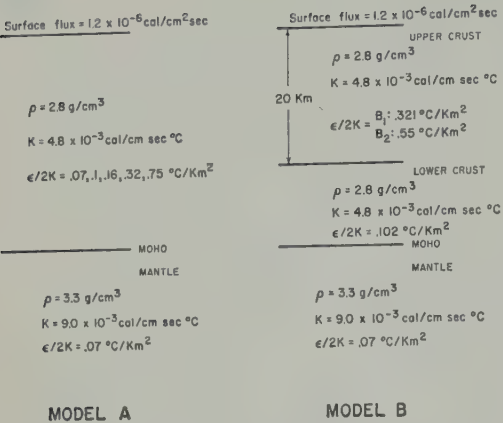 Surface flux = 1.2 x 10⁻⁶ cal/cm² sec
ρ = 2.8 g/cm³
K = 4.8 x 10⁻³ cal/cm sec °C
ϵ/2K = .07, .1, .16, .32, .75 °C/Km²
MOHO
MANTLE
ρ = 3.3 g/cm³
K = 9.0 x 10⁻³ cal/cm sec °C
ϵ/2K = .07 °C/Km²
MODEL A
Surface flux = 1.2 x 10⁻⁶ cal/cm² sec
UPPER CRUST
ρ = 2.8 g/cm³
K = 4.8 x 10⁻³ cal/cm sec °C
20 Km
ϵ/2K = B₁: .321 °C/Km²
B₂: .55 °C/Km²
LOWER CRUST
ρ = 2.8 g/cm³
K = 4.8 x 10⁻³ cal/cm sec °C
ϵ/2K = .102 °C/Km²
MOHO
MANTLE
ρ = 3.3 g/cm³
K = 9.0 x 10⁻³ cal/cm sec °C
ϵ/2K = .07 °C/Km²
MODEL B